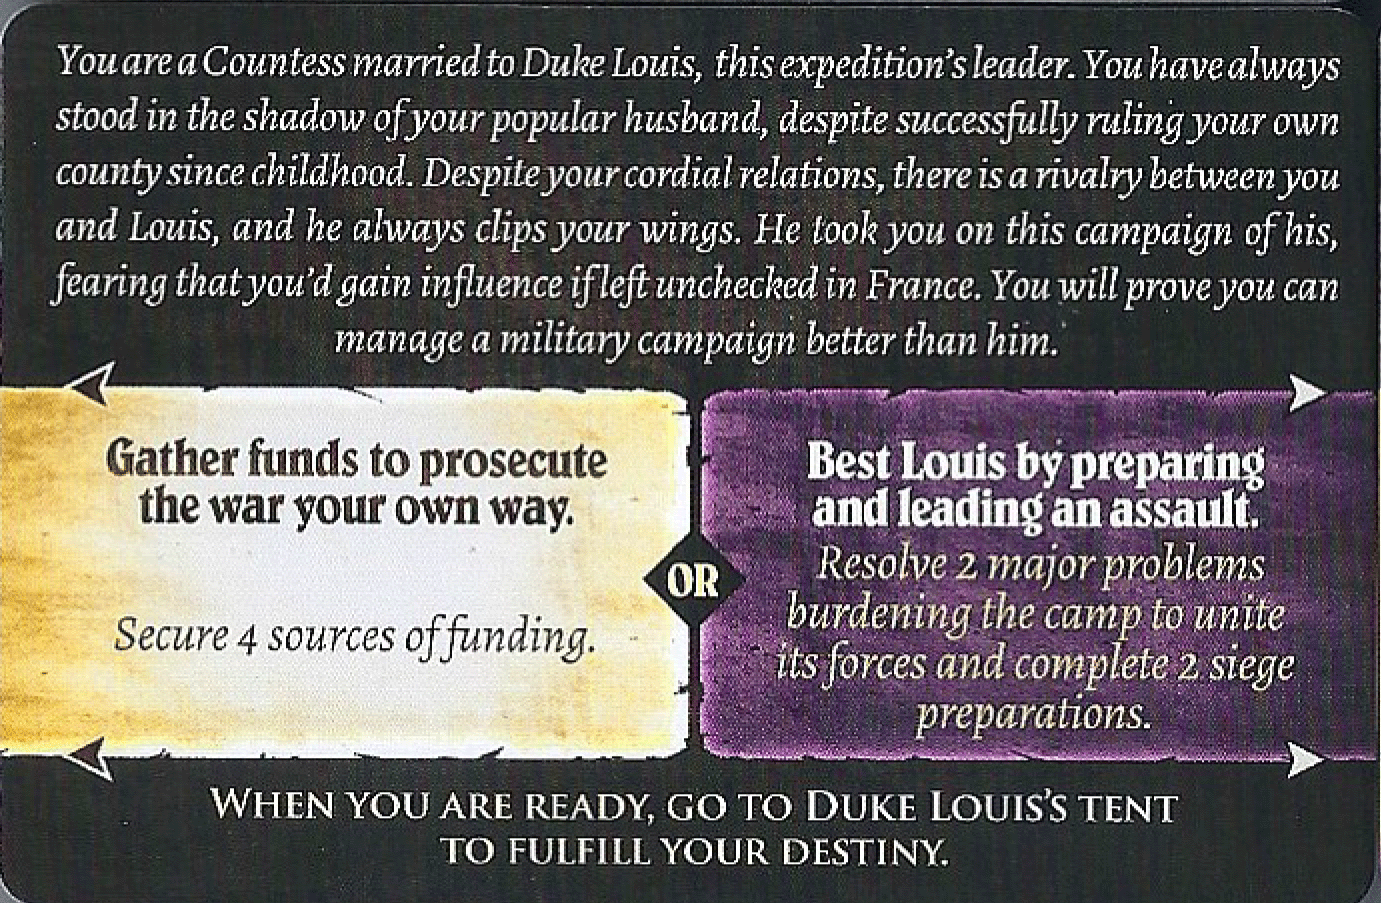 You are a Countess married to Duke Louis, this expedition's leader. You have always
stood in the shadow of your popular husband, despite successfully ruling your own
county since childhood. Despite your cordial relations, there is a rivalry between you
and Louis, and he always clips your wings. He took you on this campaign of his,
fearing that you'd gain influence if left unchecked in France. You will prove you can
manage a military campaign better than him.
Gather funds to prosecute
the war your own way.
Secure 4 sources of funding.
OR
Best Louis by preparing
and leading an assault.
Resolve 2 major problems
burdening the camp to unite
its forces and complete 2 siege
preparations.
WHEN YOU ARE READY, GO TO DUKE LOUIS'S TENT
TO FULFILL YOUR DESTINY.